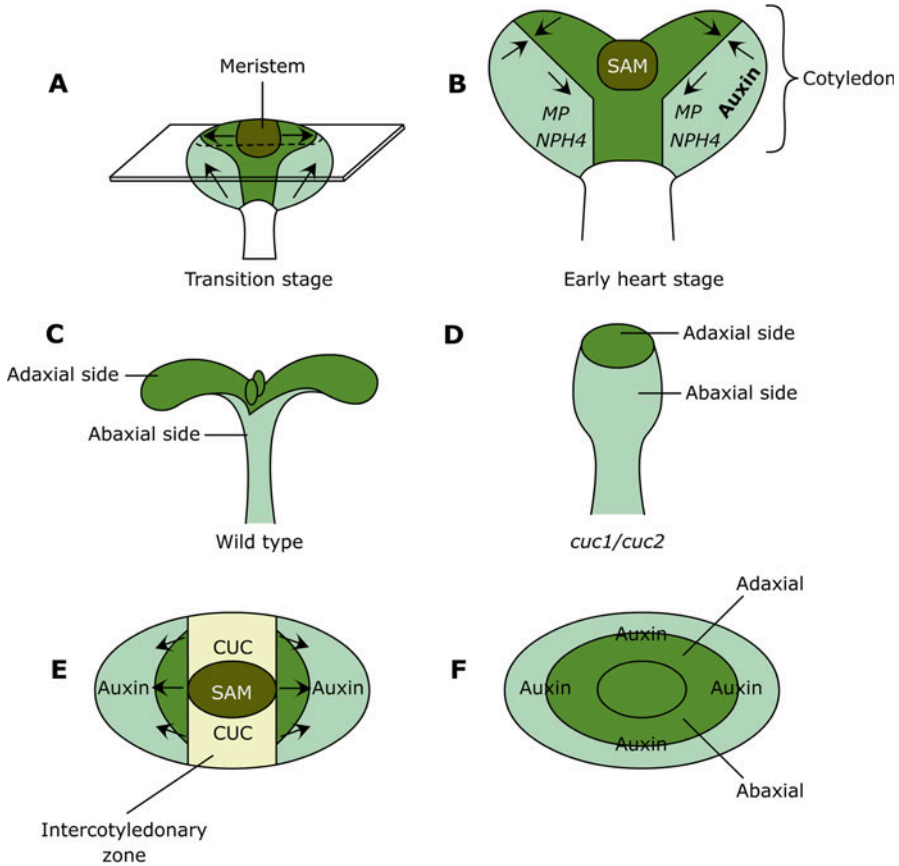 A
Meristem
Transition stage
B
SAM
MP
NPH4
MP
NPH4
Auxin
Cotyledon
Early heart stage
C
Adaxial side
Abaxial side
Wild type
D
Adaxial side
Abaxial side
cuc1/cuc2
E
CUC
Auxin
SAM
Auxin
CUC
Intercotyledonary
zone
F
Adaxial
Auxin
Auxin
Auxin
Auxin
Abaxial